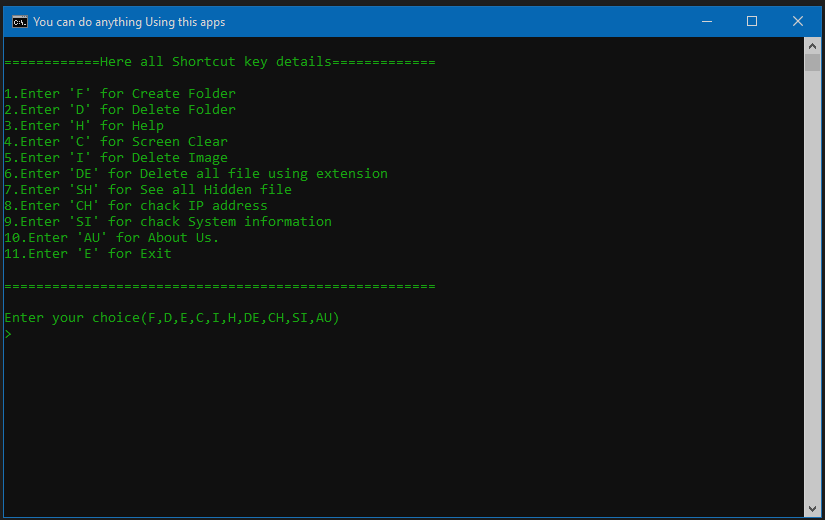 You can do anything Using this apps
============Here all Shortcut key details=============
1.Enter 'F' for Create Folder
2.Enter 'D' for Delete Folder
3.Enter 'H' for Help
4.Enter 'C' for Screen Clear
5.Enter 'I' for Delete Image
6.Enter 'DE' for Delete all file using extension
7.Enter 'SH' for See all Hidden file
8.Enter 'CH' for chack IP address
9.Enter 'SI' for chack System information
10.Enter 'AU' for About Us.
11.Enter 'E' for Exit
======================================================
Enter your choice(F,D,E,C,I,H,DE,CH,SI,AU)
>